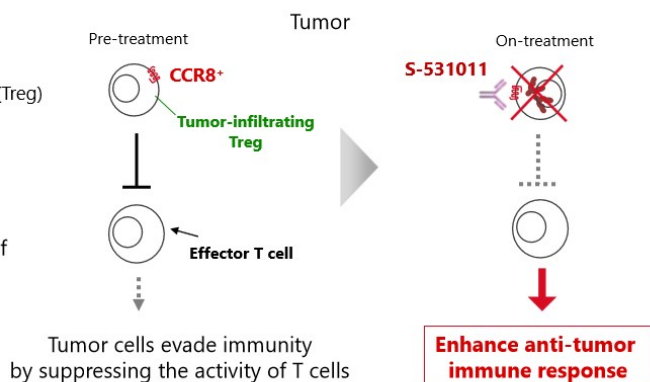 Tumor
Pre-treatment
On-treatment
CCR8+
S-531011
(Treg)
Tumor-infiltrating
Treg
f
Effector T cell
Tumor cells evade immunity
by suppressing the activity of T cells
Enhance anti-tumor
immune response